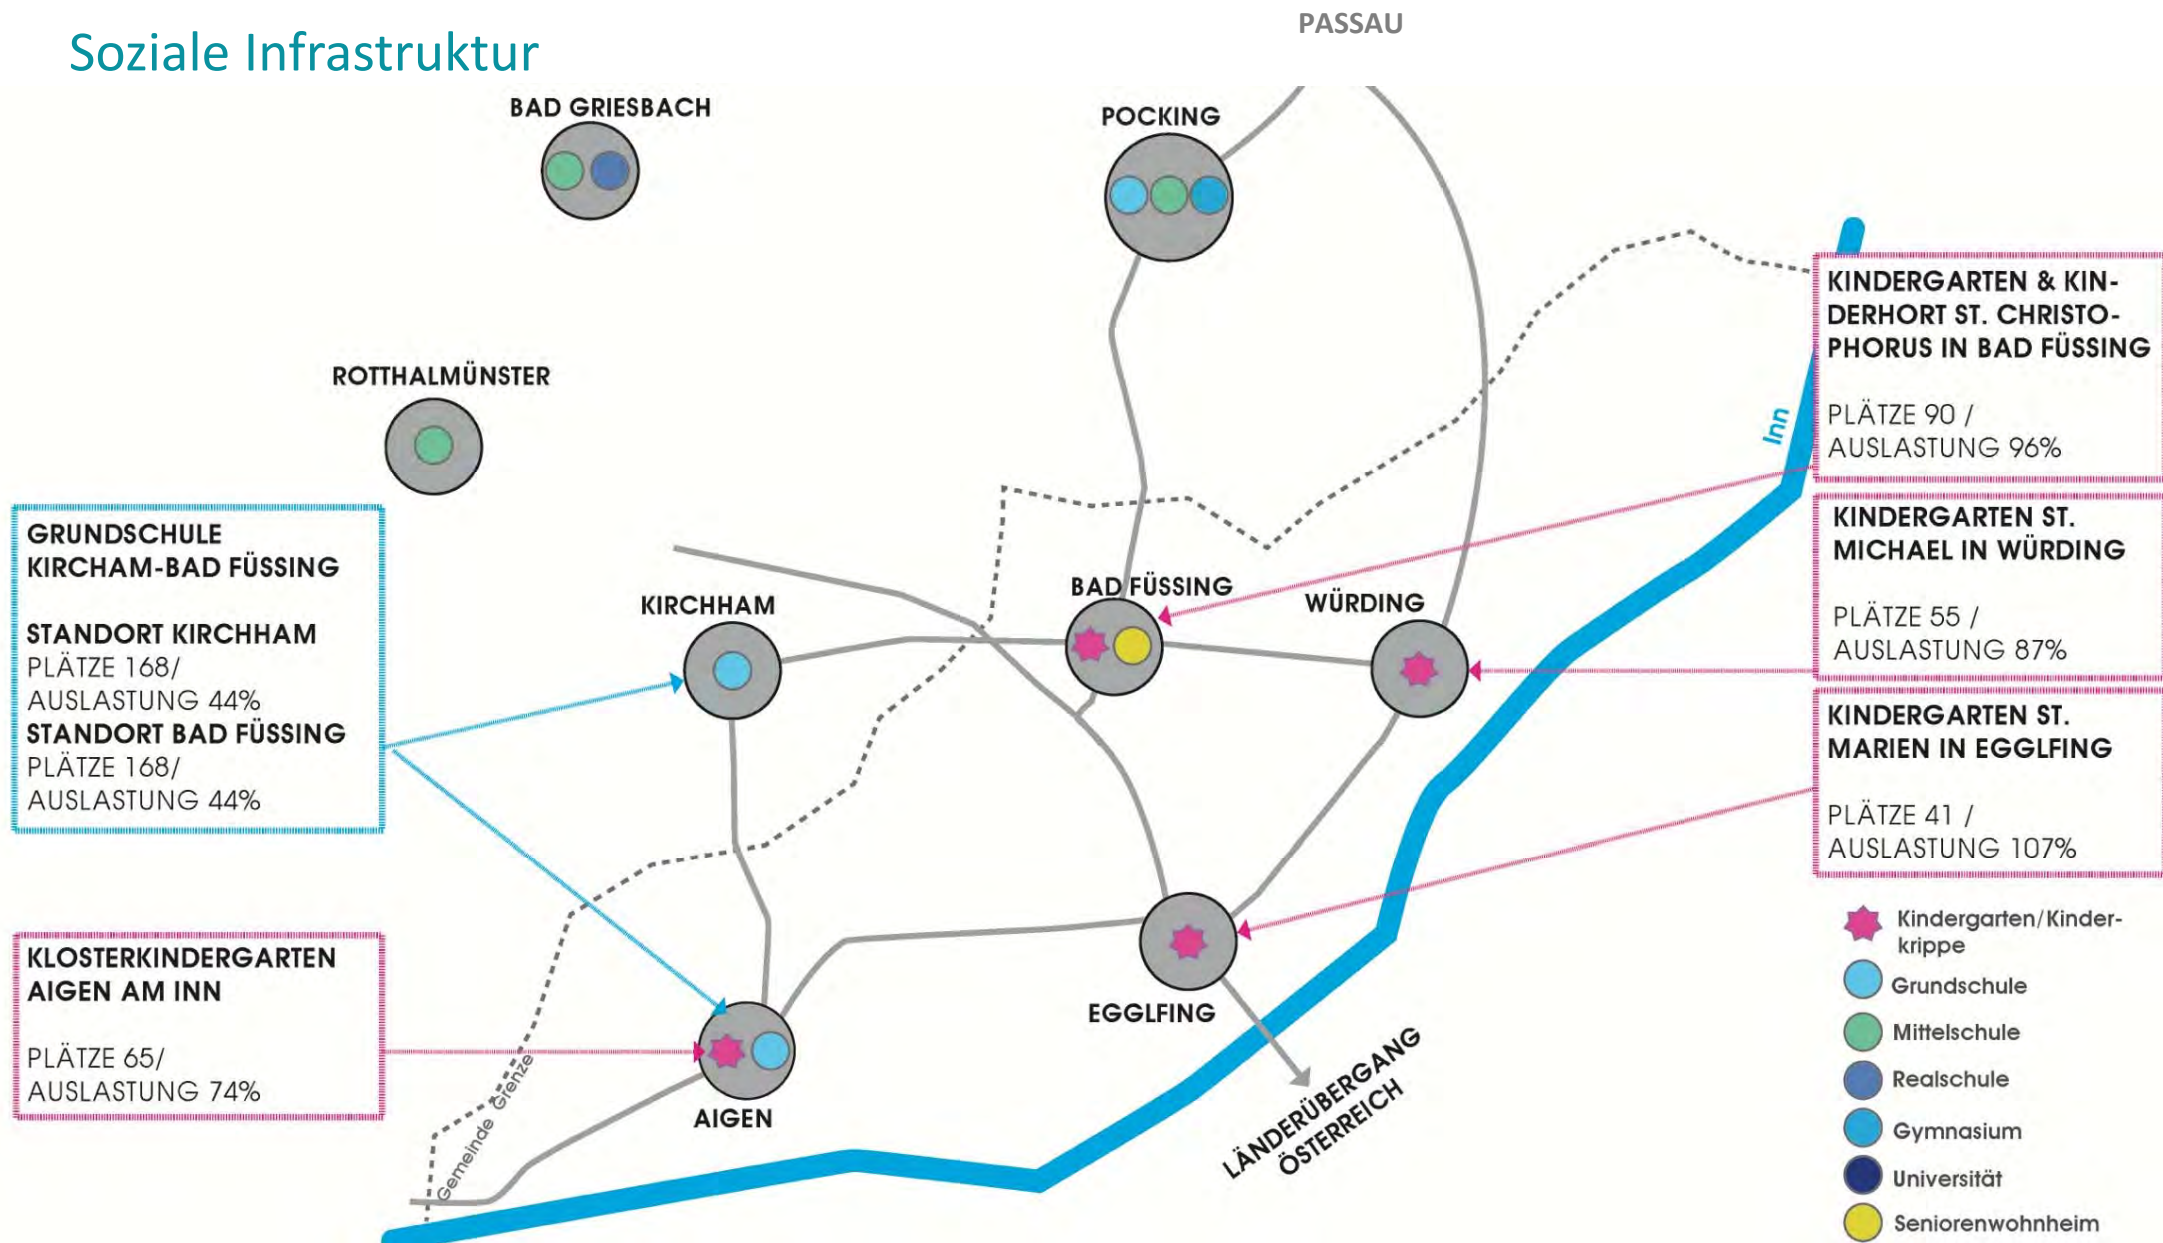 PASSAU
Soziale Infrastruktur
BAD GRIESBACH
POCKING
ROTTHALMÜNSTER
KINDERGARTEN & KIN-
DERHORT ST. CHRISTO-
PHORUS IN BAD FÜSSING
PLÄTZE 90 /
AUSLASTUNG 96%
Inn
KINDERGARTEN ST.
MICHAEL IN WÜRDING
PLÄTZE 55 /
AUSLASTUNG 87%
GRUNDSCHULE
KIRCHAM-BAD FÜSSING
STANDORT KIRCHHAM
PLÄTZE 168/
AUSLASTUNG 44%
STANDORT BAD FÜSSING
PLÄTZE 168/
AUSLASTUNG 44%
KIRCHHAM
BAD FÜSSING
WÜRDING
KINDERGARTEN ST.
MARIEN IN EGGLFING
PLÄTZE 41 /
AUSLASTUNG 107%
KLOSTERKINDERGARTEN
AIGEN AM INN
PLÄTZE 65/
AUSLASTUNG 74%
EGGLFING
AIGEN
Gemeinde Grenze
LÄNDERÜBERGANG
ÖSTERREICH
Kindergarten/Kinder-
krippe
Grundschule
Mittelschule
Realschule
Gymnasium
Universität
Seniorenwohnheim